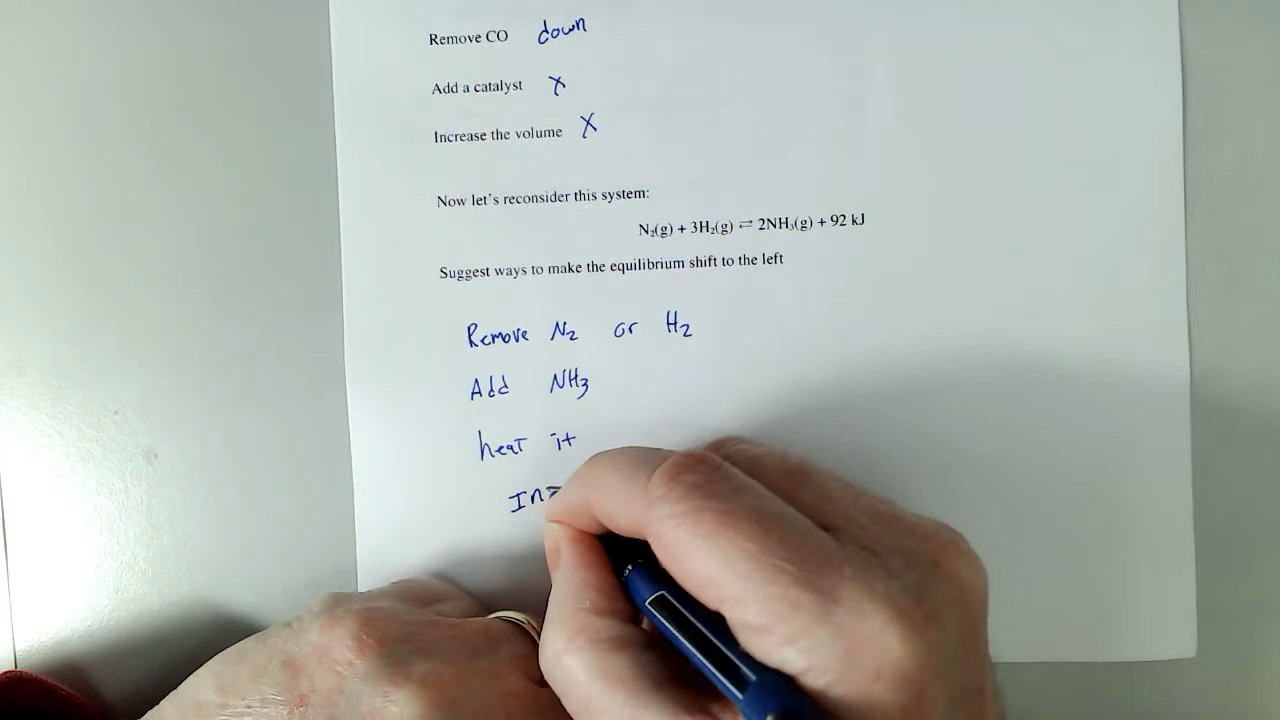 Remove CO down
Add a catalyst X
Increase the volume X
Now let's reconsider this system:
N₂(g) + 3H₂(g) ⇌ 2NH₃(g) + 92 kJ
Suggest ways to make the equilibrium shift to the left
Remove N₂ or H₂
Add NH₃
heat it